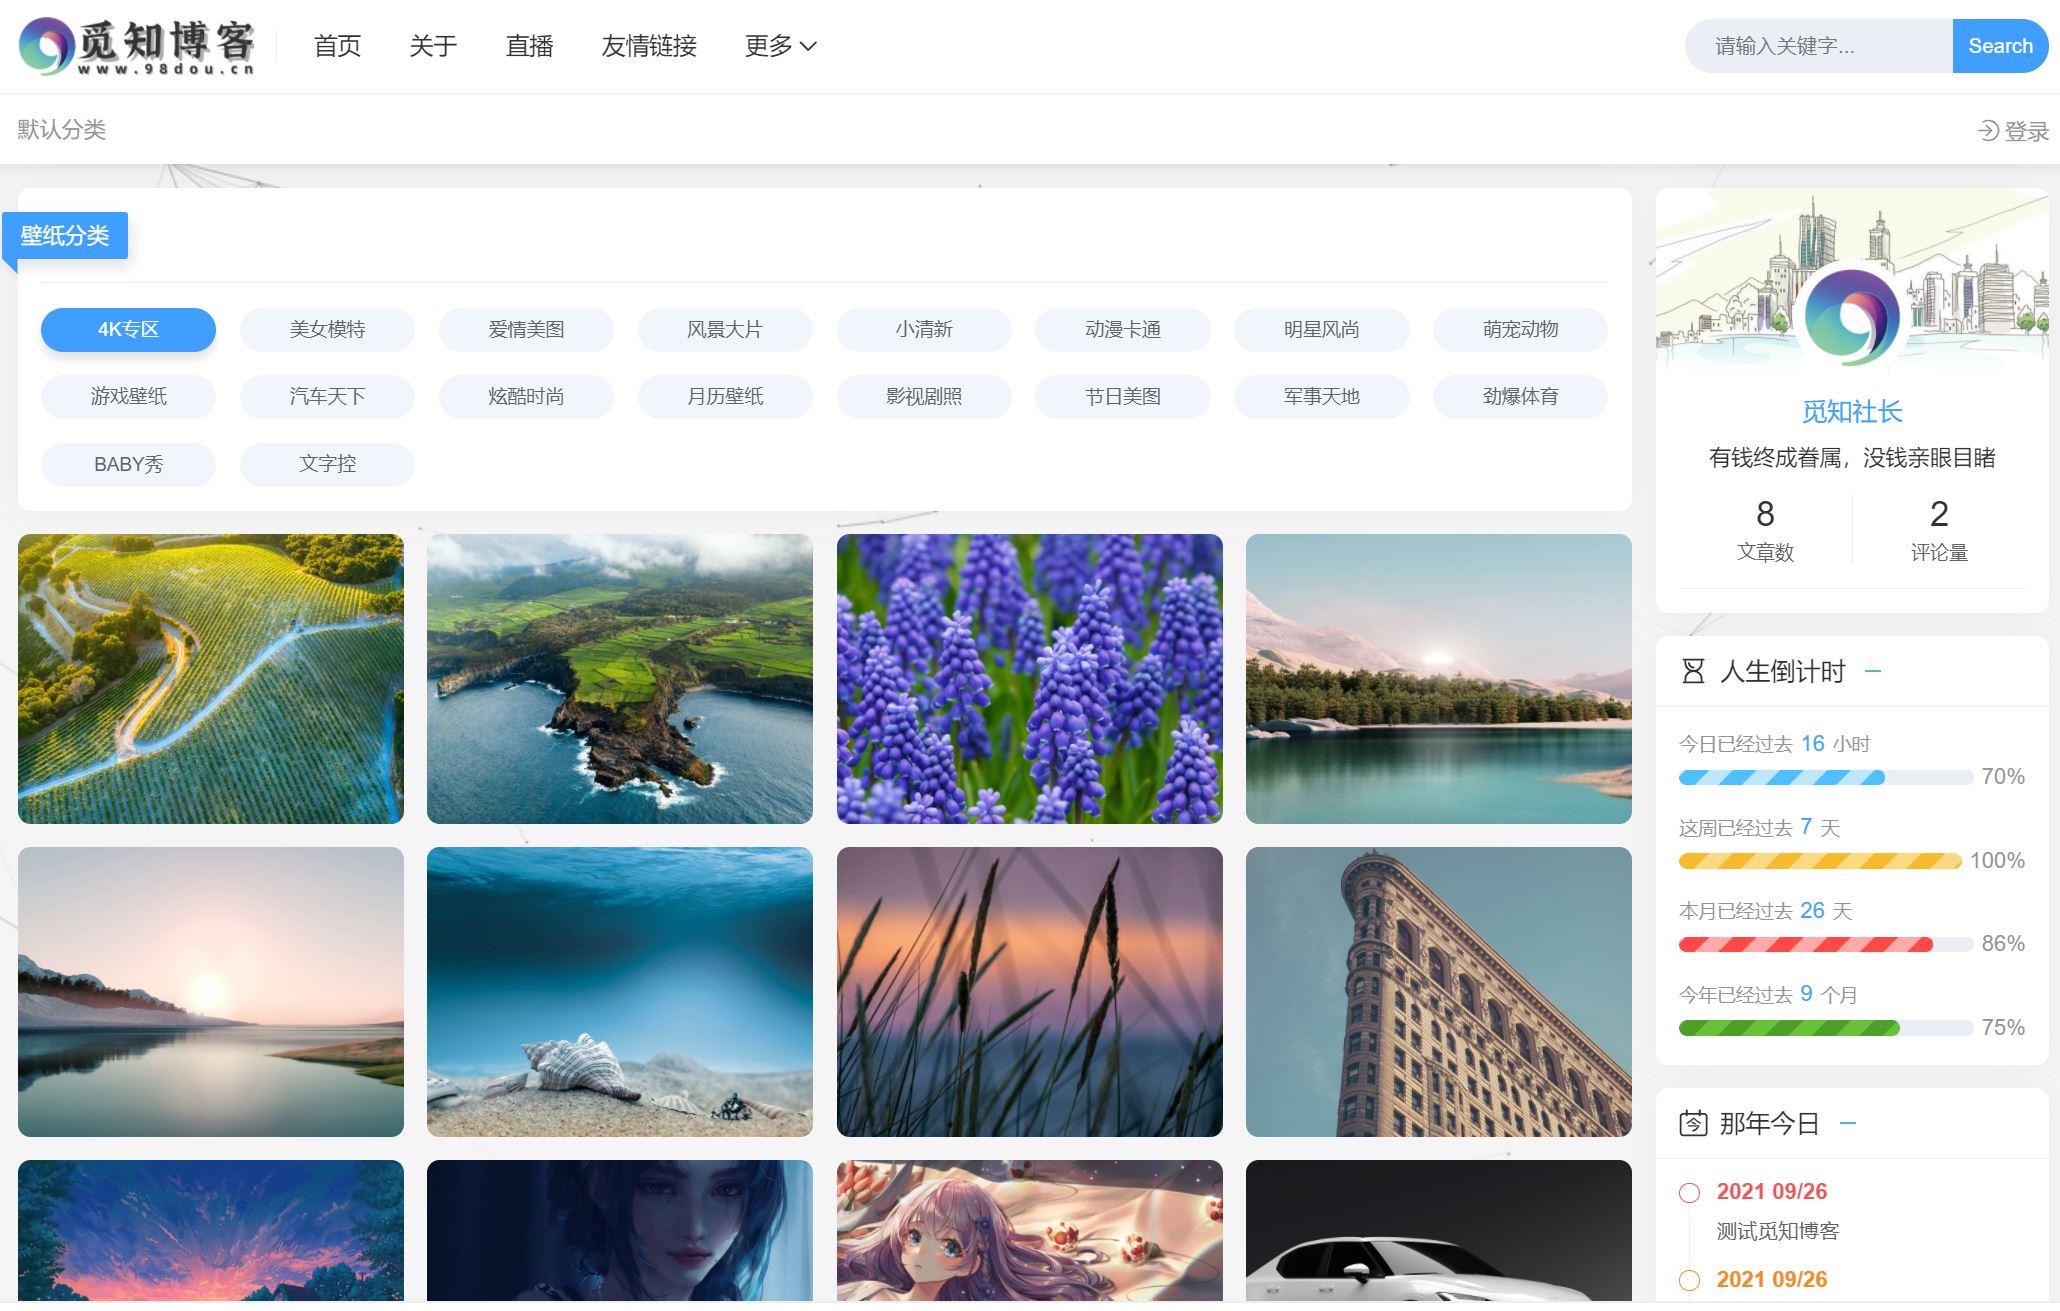 觅知博客
www.98dou.cn
首页 关于 直播 友情链接 更多
请输入关键字... Search
默认分类 登录
壁纸分类
4K专区 美女模特 爱情美图 风景大片 小清新 动漫卡通 明星风尚 萌宠动物
游戏壁纸 汽车天下 炫酷时尚 月历壁纸 影视剧照 节日美图 军事天地 劲爆体育
BABY秀 文字控
觅知社长
有钱终成眷属，没钱亲眼目睹
8 2
文章数 评论量
人生倒计时
今日已经过去 16 小时
70%
这周已经过去 7 天
100%
本月已经过去 26 天
86%
今年已经过去 9 个月
75%
今 那年今日
2021 09/26
测试觅知博客
2021 09/26